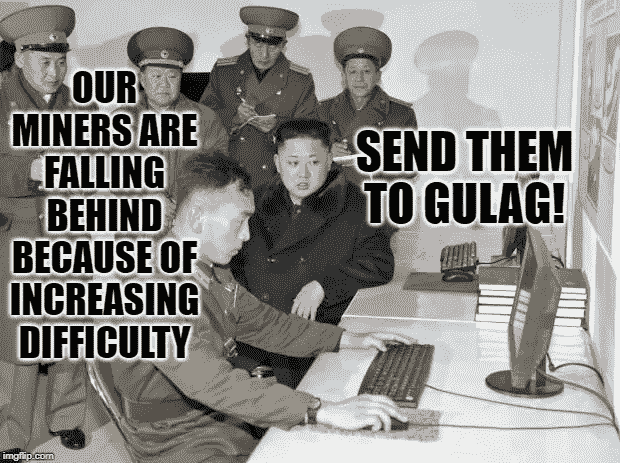 OUR
MINERS ARE
FALLING
BEHIND
BECAUSE OF
INCREASING
DIFFICULTY
SEND THEM
TO GULAG!
imgflip.com